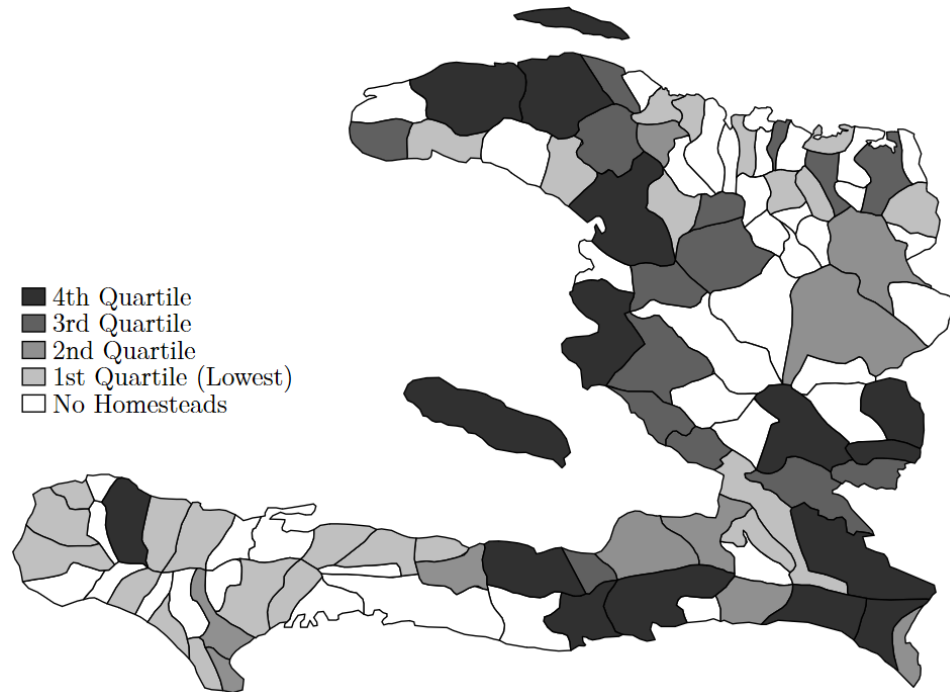 4th Quartile
3rd Quartile
2nd Quartile
1st Quartile (Lowest)
No Homesteads